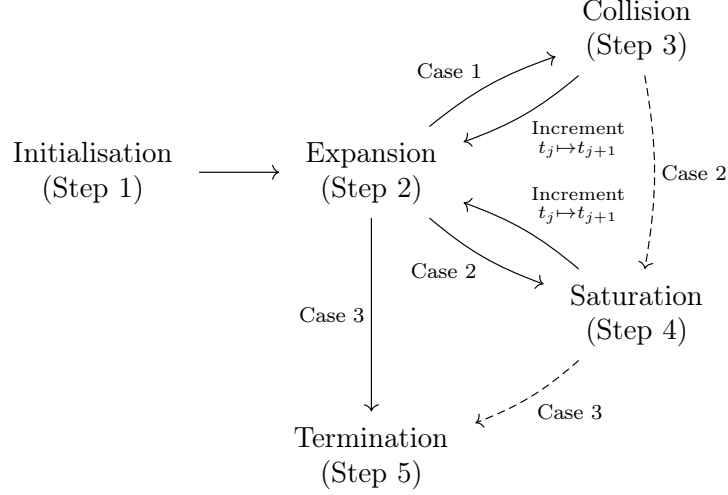 Collision
(Step 3)
Case 1
Increment
t_j↦t_{j+1}
Initialisation
(Step 1)
Expansion
(Step 2)
Case 2
Increment
t_j↦t_{j+1}
Case 2
Saturation
(Step 4)
Case 3
Case 3
Termination
(Step 5)